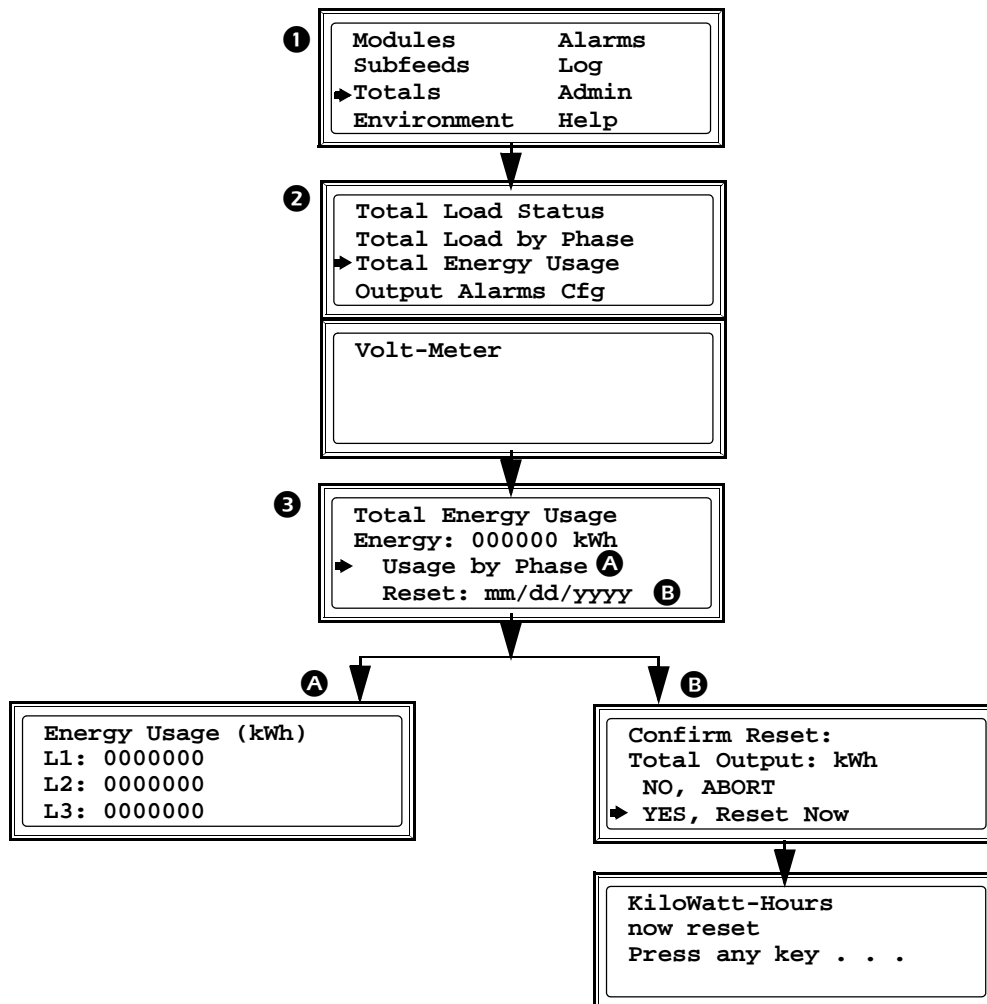 1
Modules Alarms
Subfeeds Log
Totals Admin
Environment Help
2
Total Load Status
Total Load by Phase
Total Energy Usage
Output Alarms Cfg
Volt-Meter
3
Total Energy Usage
Energy: 000000 kWh
Usage by Phase A
Reset: mm/dd/yyyy B
A
Energy Usage (kWh)
L1: 0000000
L2: 0000000
L3: 0000000
B
Confirm Reset:
Total Output: kWh
NO, ABORT
YES, Reset Now
KiloWatt-Hours
now reset
Press any key . . .